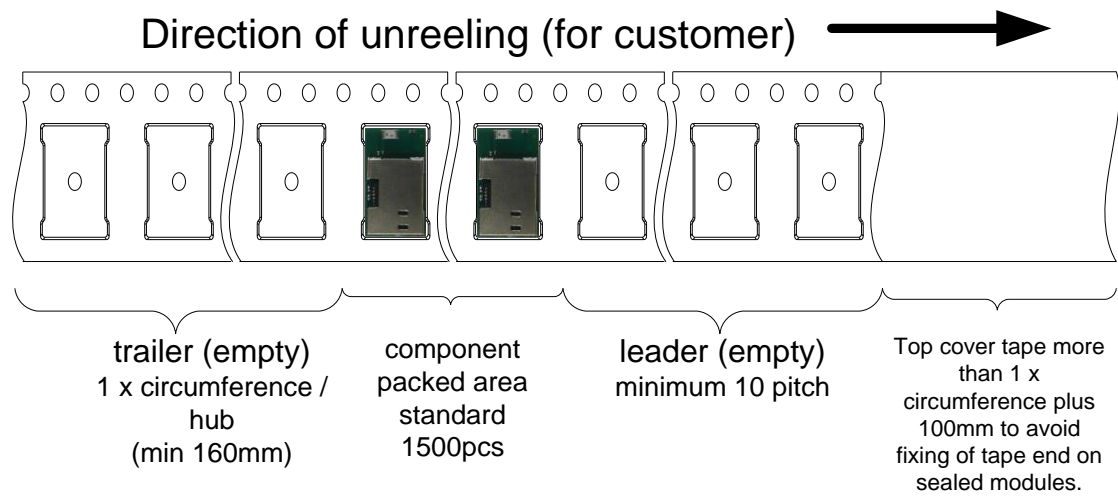 Direction of unreeling (for customer)
trailer (empty)
1 x circumference /
hub
(min 160mm)
component
packed area
standard
1500pcs
leader (empty)
minimum 10 pitch
Top cover tape more
than 1 x
circumference plus
100mm to avoid
fixing of tape end on
sealed modules.